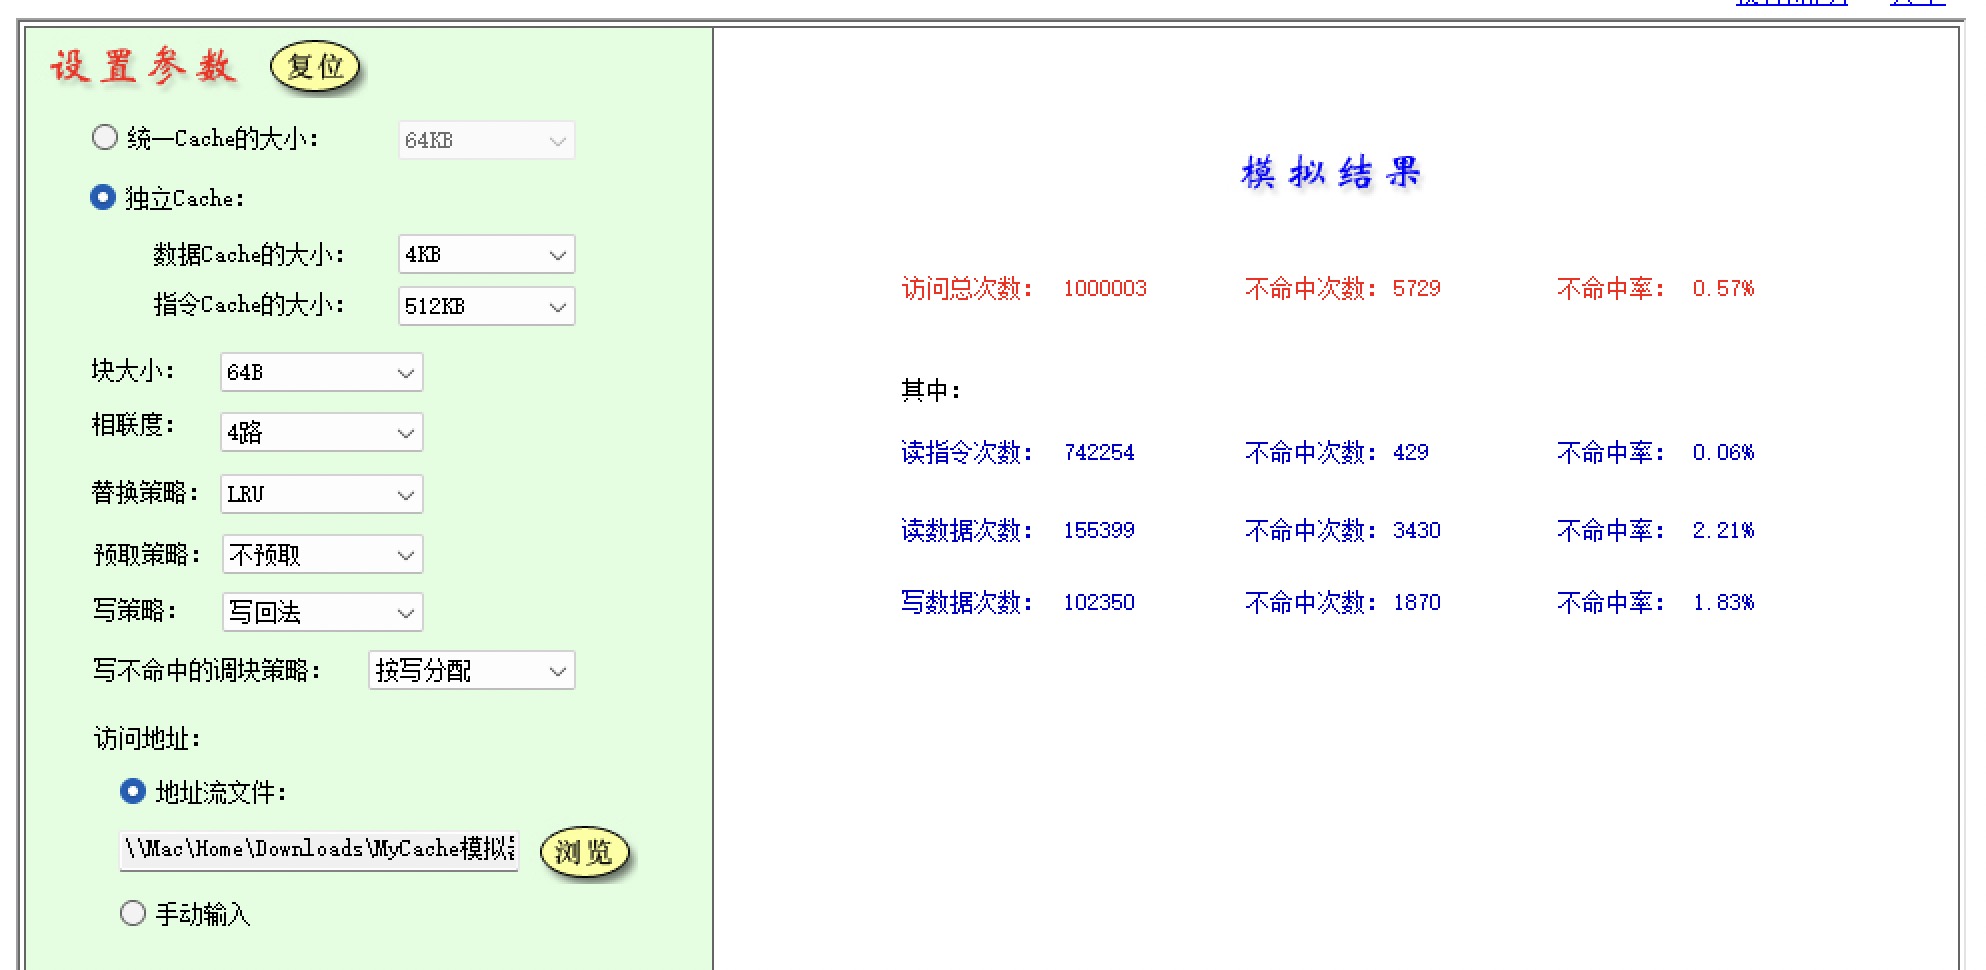 设置参数 复位
统一Cache的大小： 64KB
独立Cache：
数据Cache的大小： 4KB
指令Cache的大小： 512KB
块大小： 64B
相联度： 4路
替换策略： LRU
预取策略： 不预取
写策略： 写回法
写不命中的调块策略： 按写分配
访问地址：
地址流文件：
\\Mac\Home\Downloads\MyCache模拟 浏览
手动输入
模拟结果
访问总次数： 1000003 不命中次数： 5729 不命中率： 0.57%
其中：
读指令次数： 742254 不命中次数： 429 不命中率： 0.06%
读数据次数： 155399 不命中次数： 3430 不命中率： 2.21%
写数据次数： 102350 不命中次数： 1870 不命中率： 1.83%